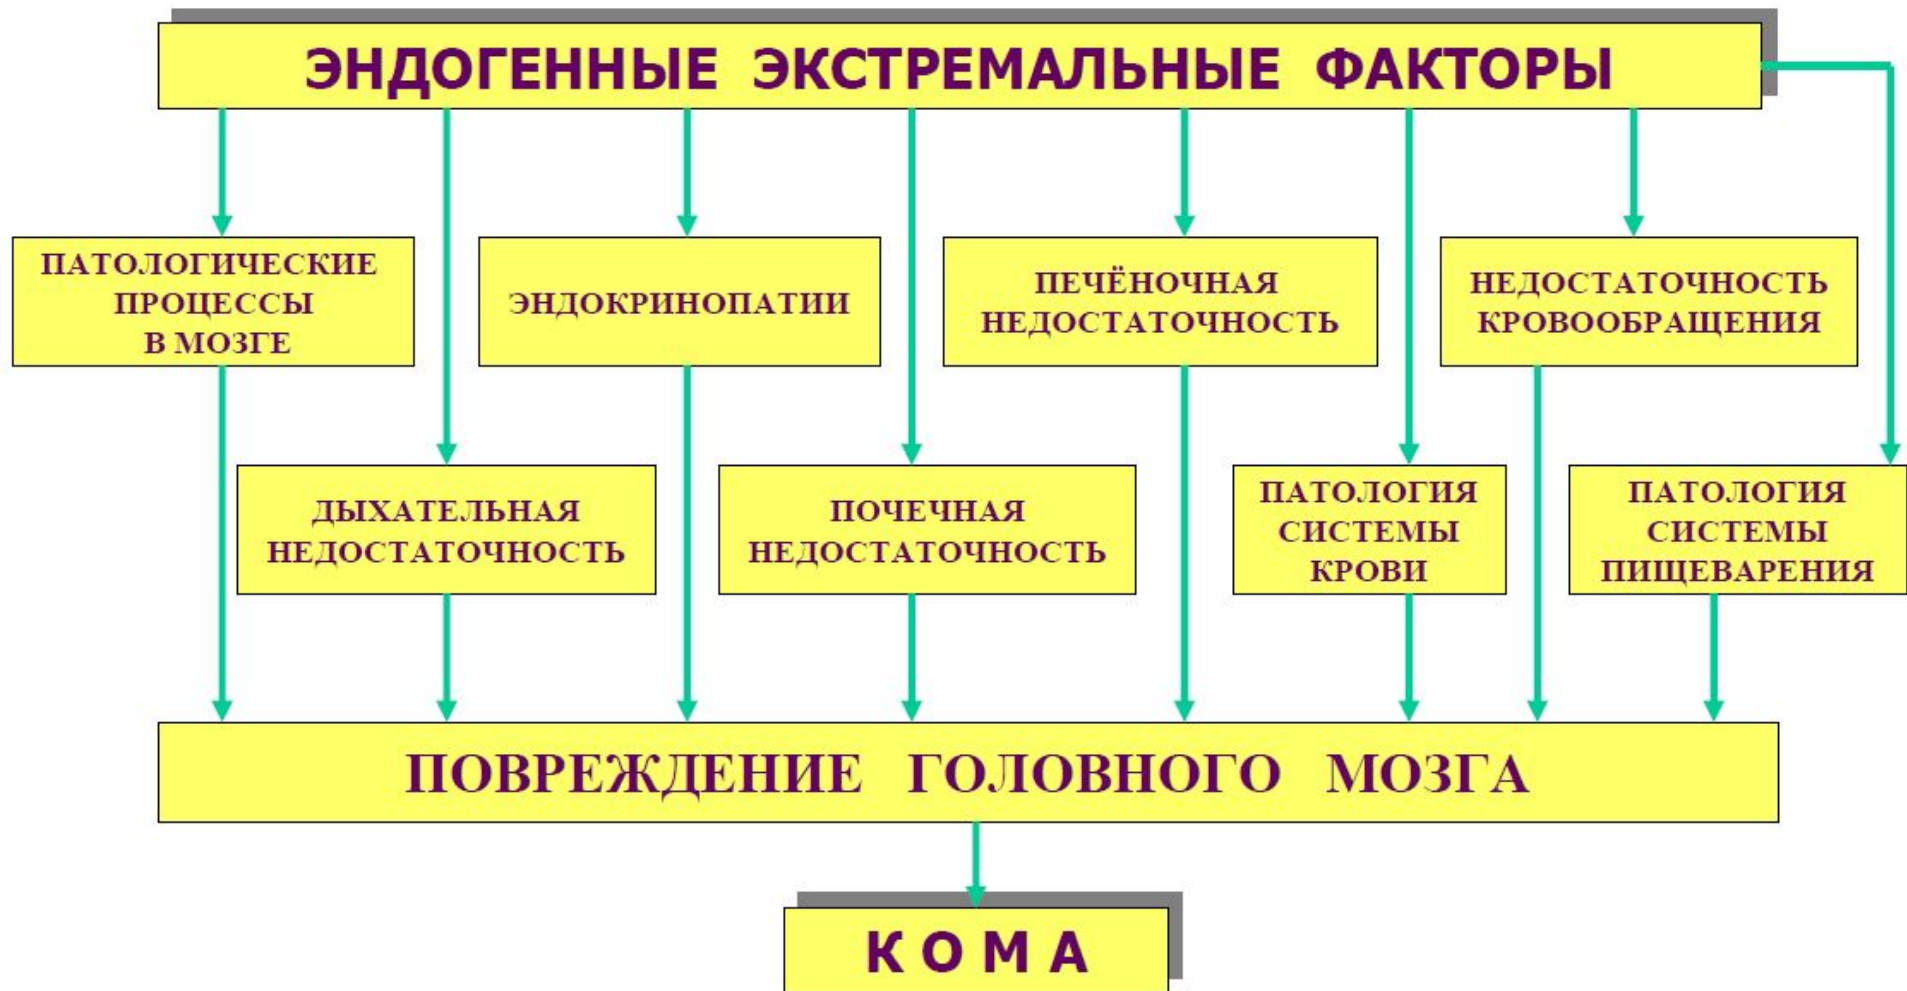 ЭНДОГЕННЫЕ ЭКСТРЕМАЛЬНЫЕ ФАКТОРЫ
ПАТОЛОГИЧЕСКИЕ
ПРОЦЕССЫ
В МОЗГЕ
ЭНДОКРИНОПАТИИ
ПЕЧЁНОЧНАЯ
НЕДОСТАТОЧНОСТЬ
НЕДОСТАТОЧНОСТЬ
КРОВООБРАЩЕНИЯ
ДЫХАТЕЛЬНАЯ
НЕДОСТАТОЧНОСТЬ
ПОЧЕЧНАЯ
НЕДОСТАТОЧНОСТЬ
ПАТОЛОГИЯ
СИСТЕМЫ
КРОВИ
ПАТОЛОГИЯ
СИСТЕМЫ
ПИЩЕВАРЕНИЯ
ПОВРЕЖДЕНИЕ ГОЛОВНОГО МОЗГА
К О М А